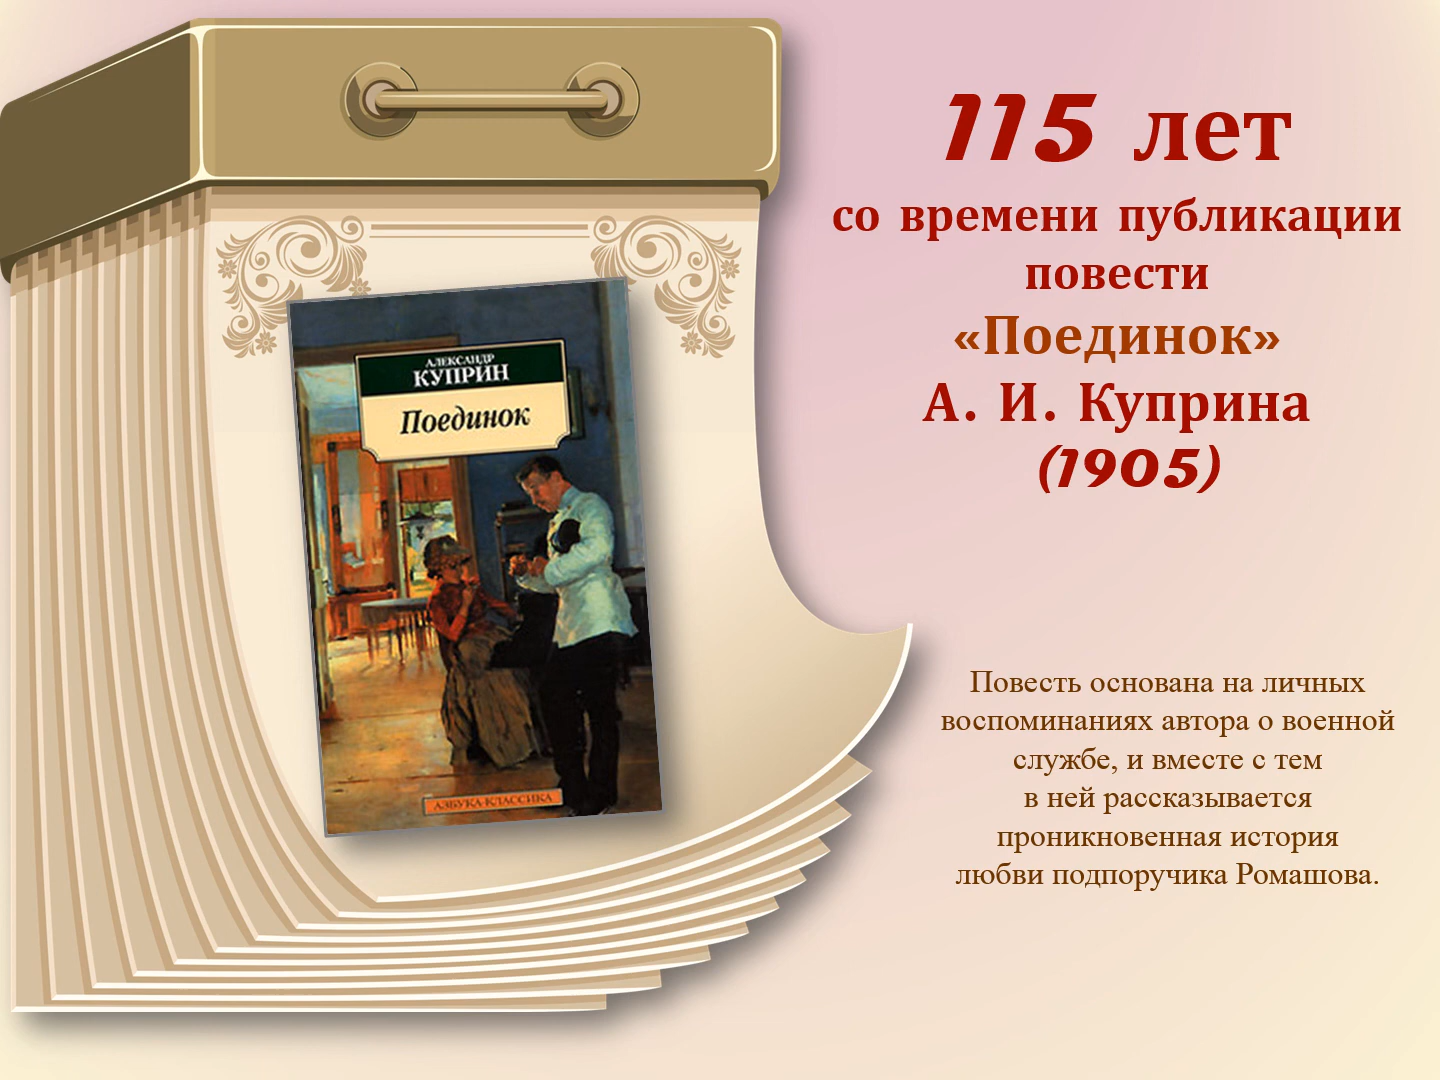 115 лет
со времени публикации
повести
«Поединок»
А. И. Куприна
(1905)
АЛЕКСАНДР
КУПРИН
Поединок
АЗБУКА-КЛАССИКА
Повесть основана на личных
воспоминаниях автора о военной
службе, и вместе с тем
в ней рассказывается
проникновенная история
любви подпоручика Ромашова.